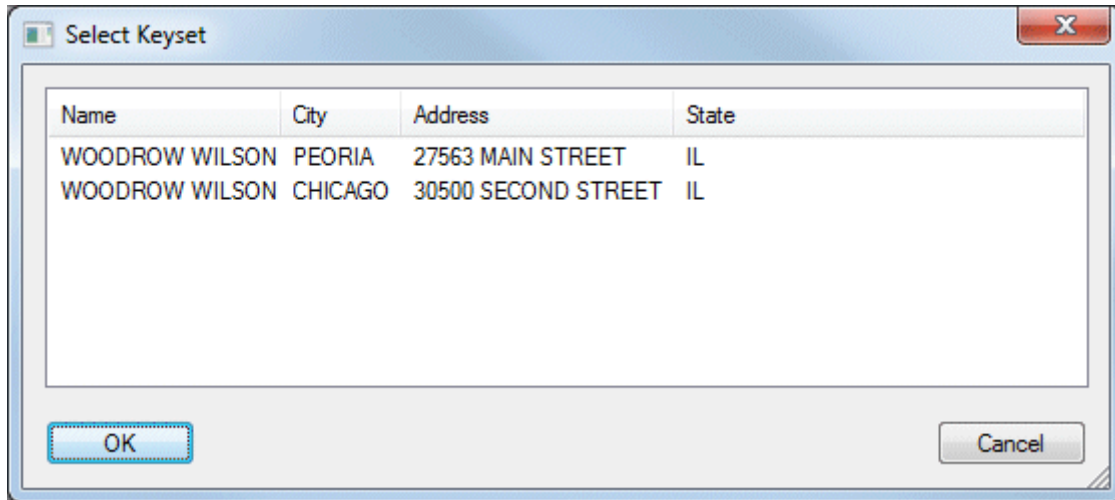 Select Keyset
Name City Address State
WOODROW WILSON PEORIA 27563 MAIN STREET IL
WOODROW WILSON CHICAGO 30500 SECOND STREET IL
OK Cancel